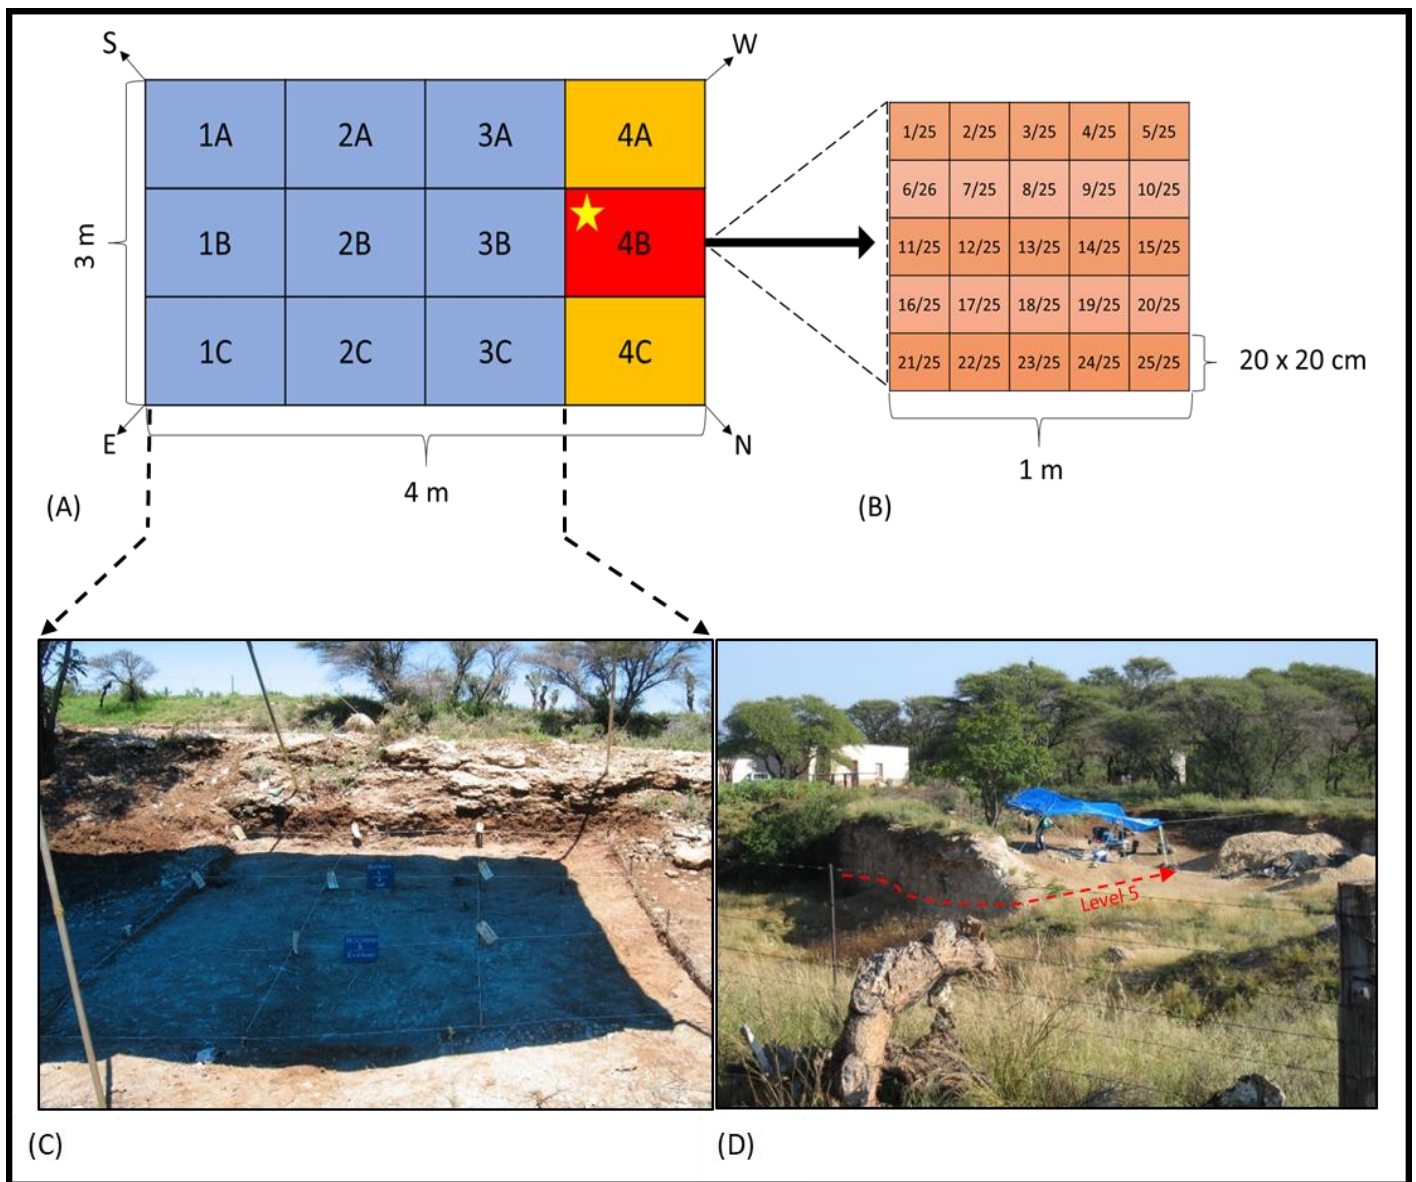 S
W
1A 2A 3A 4A
1B 2B 3B 4B
1C 2C 3C 4C
3 m
E
N
4 m
(A)
1/25 2/25 3/25 4/25 5/25
6/26 7/25 8/25 9/25 10/25
11/25 12/25 13/25 14/25 15/25
16/25 17/25 18/25 19/25 20/25
21/25 22/25 23/25 24/25 25/25
20 x 20 cm
1 m
(B)
Level 5
(C)
(D)